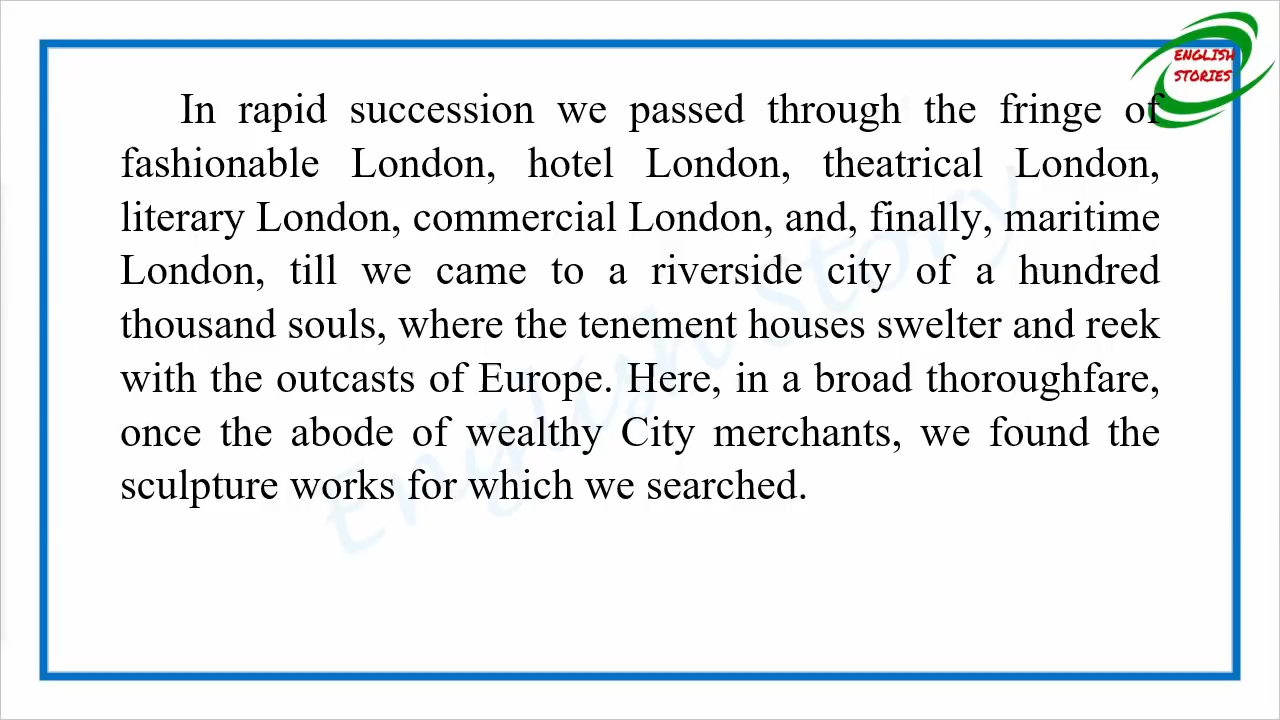 ENGLISH
STORIES
In rapid succession we passed through the fringe of
fashionable London, hotel London, theatrical London,
literary London, commercial London, and, finally, maritime
London, till we came to a riverside city of a hundred
thousand souls, where the tenement houses swelter and reek
with the outcasts of Europe. Here, in a broad thoroughfare,
once the abode of wealthy City merchants, we found the
sculpture works for which we searched.
English Story